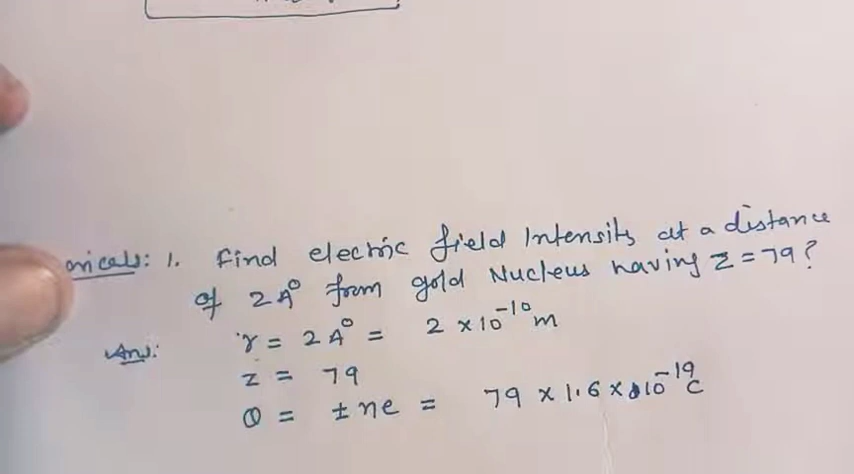 ericals: 1. Find electric field Intensity at a distance
of 2A° from gold Nucleus having Z = 79?
Ans: r = 2A° = 2 × 10⁻¹⁰ m
Z = 79
Q = ±ne = 79 × 1.6 × 10⁻¹⁹ C